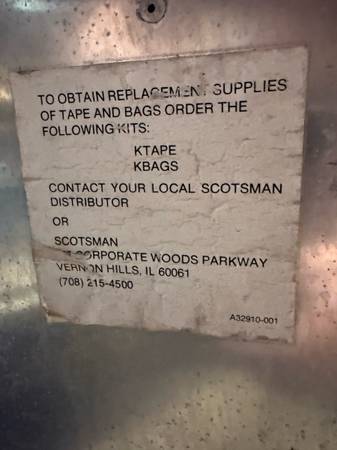 TO OBTAIN REPLACEMENT SUPPLIES
OF TAPE AND BAGS ORDER THE
FOLLOWING KITS:
KTAPE
KBAGS
CONTACT YOUR LOCAL SCOTSMAN
DISTRIBUTOR
OR
SCOTSMAN
CORPORATE WOODS PARKWAY
VERNON HILLS, IL 60061
(708) 215-4500
A32910-001